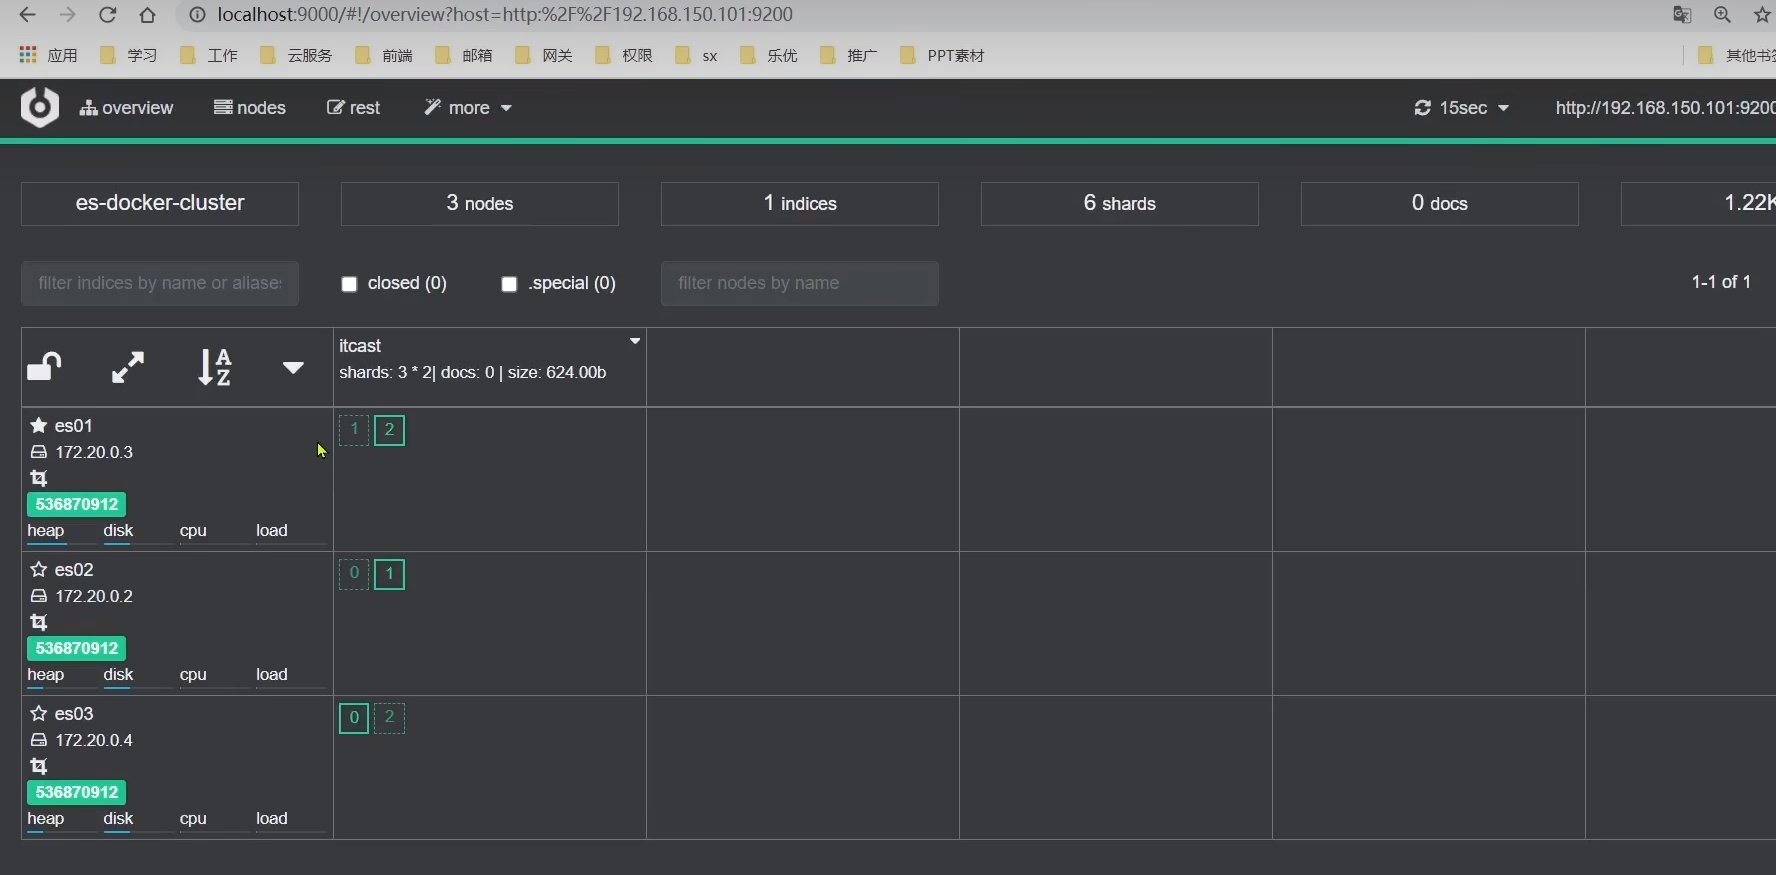 localhost:9000/#!/overview?host=http:%2F%2F192.168.150.101:9200
应用 学习 工作 云服务 前端 邮箱 网关 权限 sx 乐优 推广 PPT素材 其他书签
overview nodes rest more 15sec http://192.168.150.101:9200
es-docker-cluster 3 nodes 1 indices 6 shards 0 docs 1.22K
filter indices by name or aliases closed (0) .special (0) filter nodes by name 1-1 of 1
itcast
shards: 3 * 2| docs: 0 | size: 624.00b
es01
172.20.0.3
536870912
heap disk cpu load
1 2
es02
172.20.0.2
536870912
heap disk cpu load
0 1
es03
172.20.0.4
536870912
heap disk cpu load
0 2